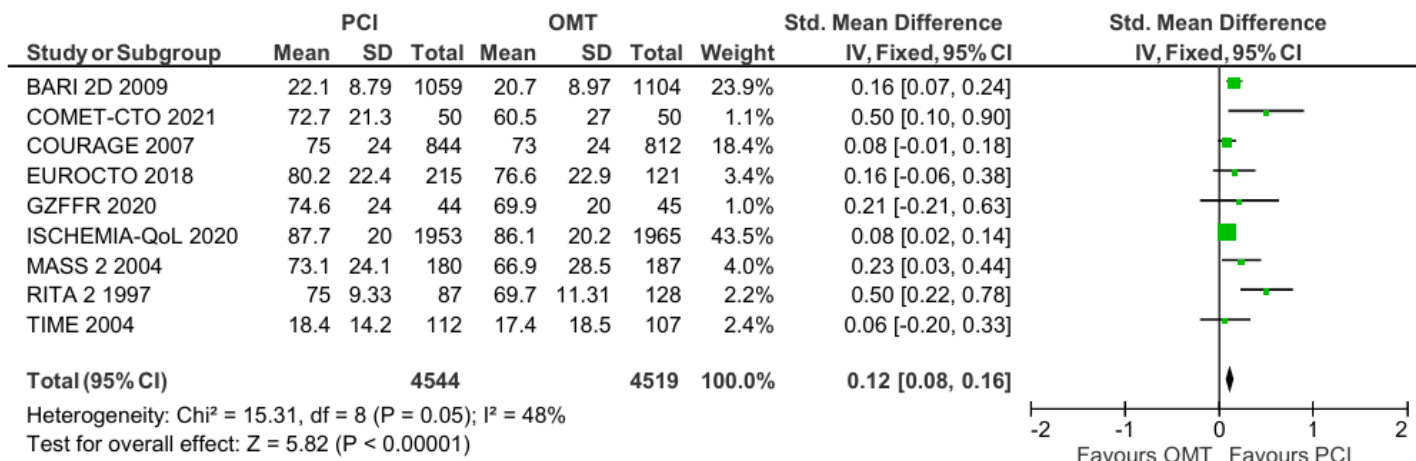 PCI OMT Std. Mean Difference Std. Mean Difference
Study or Subgroup Mean SD Total Mean SD Total Weight IV, Fixed, 95% CI IV, Fixed, 95% CI
BARI 2D 2009 22.1 8.79 1059 20.7 8.97 1104 23.9% 0.16 [0.07, 0.24]
COMET-CTO 2021 72.7 21.3 50 60.5 27 50 1.1% 0.50 [0.10, 0.90]
COURAGE 2007 75 24 844 73 24 812 18.4% 0.08 [-0.01, 0.18]
EUROCTO 2018 80.2 22.4 215 76.6 22.9 121 3.4% 0.16 [-0.06, 0.38]
GZFFR 2020 74.6 24 44 69.9 20 45 1.0% 0.21 [-0.21, 0.63]
ISCHEMIA-QoL 2020 87.7 20 1953 86.1 20.2 1965 43.5% 0.08 [0.02, 0.14]
MASS 2 2004 73.1 24.1 180 66.9 28.5 187 4.0% 0.23 [0.03, 0.44]
RITA 2 1997 75 9.33 87 69.7 11.31 128 2.2% 0.50 [0.22, 0.78]
TIME 2004 18.4 14.2 112 17.4 18.5 107 2.4% 0.06 [-0.20, 0.33]
Total (95% CI) 4544 4519 100.0% 0.12 [0.08, 0.16]
Heterogeneity: Chi² = 15.31, df = 8 (P = 0.05); I² = 48%
Test for overall effect: Z = 5.82 (P < 0.00001)
-2 -1 0 1 2
Favours OMT Favours PCI